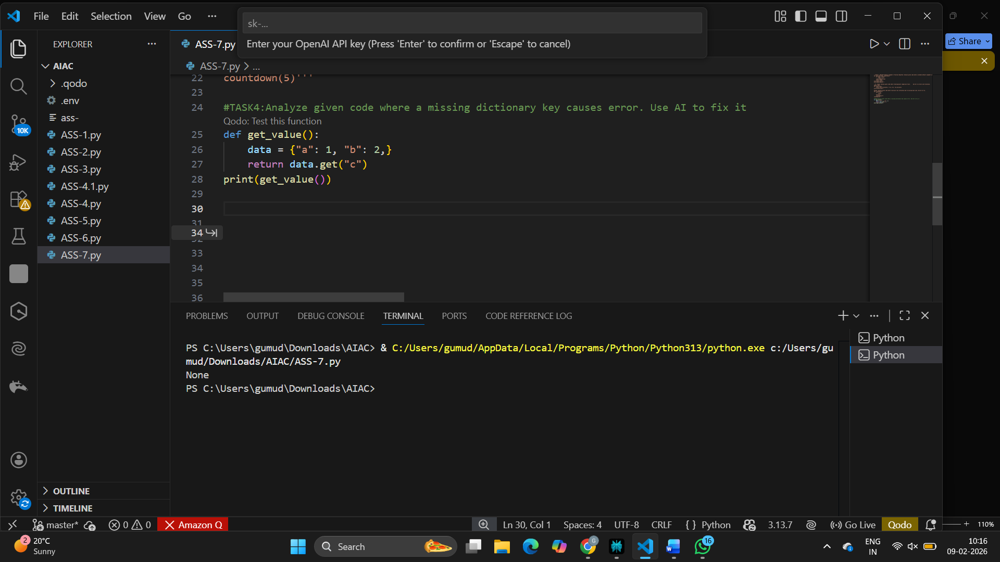 File Edit Selection View Go ···
sk-...
Enter your OpenAI API key (Press 'Enter' to confirm or 'Escape' to cancel)
Share
EXPLORER
AIAC
.qodo
.env
ass-
ASS-1.py
ASS-2.py
ASS-3.py
ASS-4.1.py
ASS-4.py
ASS-5.py
ASS-6.py
ASS-7.py
OUTLINE
TIMELINE
10K
ASS-7.py
ASS-7.py > ...
22 countdown(5)'''
23
24 #TASK4:Analyze given code where a missing dictionary key causes error. Use AI to fix it
Qodo: Test this function
25 def get_value():
26     data = {"a": 1, "b": 2,}
27     return data.get("c")
28 print(get_value())
29
30
31
34
32
33
34
35
36
PROBLEMS OUTPUT DEBUG CONSOLE TERMINAL PORTS CODE REFERENCE LOG
PS C:\Users\gumud\Downloads\AIAC> & C:/Users/gumud/AppData/Local/Programs/Python/Python313/python.exe c:/Users/gu
mud/Downloads/AIAC/ASS-7.py
None
PS C:\Users\gumud\Downloads\AIAC>
Python
Python
master* 0 0 Amazon Q Ln 30, Col 1 Spaces: 4 UTF-8 CRLF { } Python 3.13.7 Go Live Qodo 110%
2
20°C
Sunny
Search
G
16
ENG
IN
10:16
09-02-2026